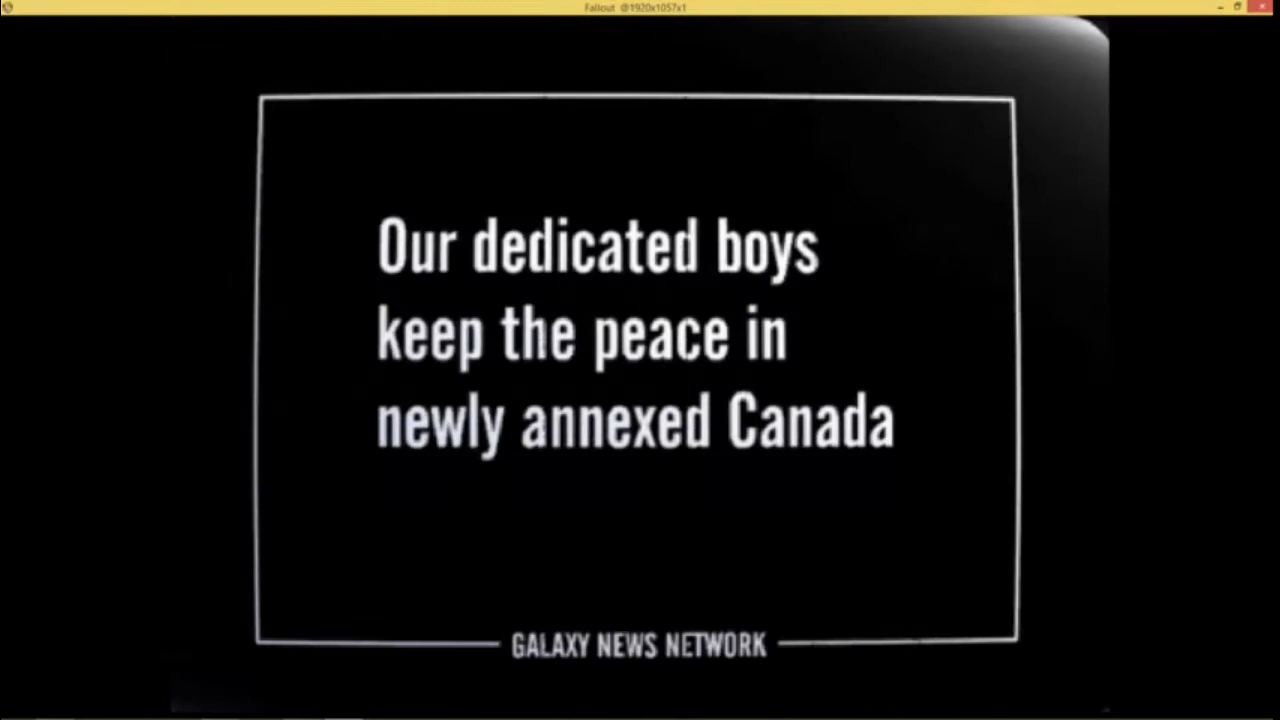 Fallout @1920x1057x1
Our dedicated boys
keep the peace in
newly annexed Canada
GALAXY NEWS NETWORK